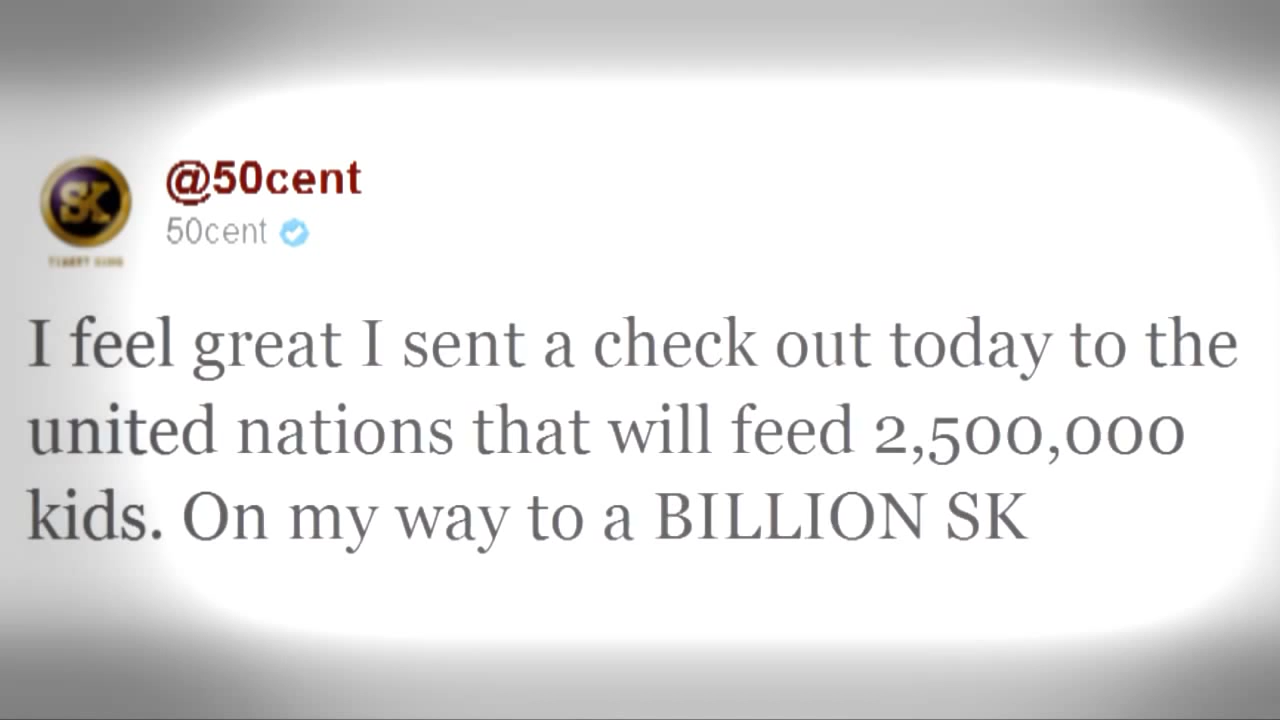 SK
@50cent
50cent
I feel great I sent a check out today to the
united nations that will feed 2,500,000
kids. On my way to a BILLION SK